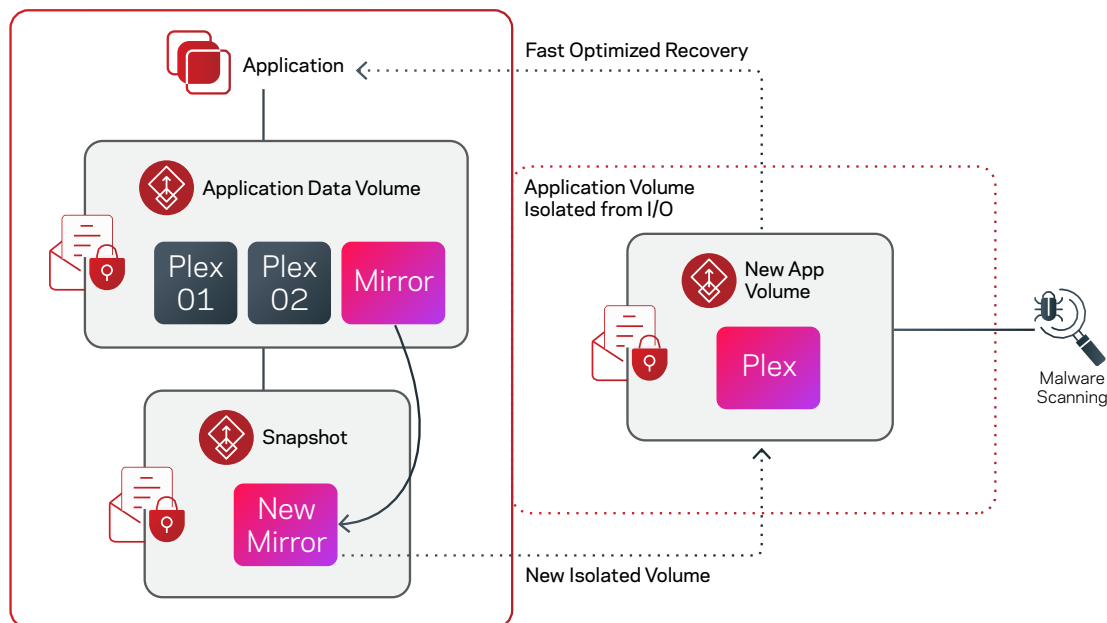 Application
Fast Optimized Recovery
Application Data Volume
Plex
01
Plex
02
Mirror
Snapshot
New
Mirror
New Isolated Volume
Application Volume
Isolated from I/O
New App
Volume
Plex
Malware
Scanning